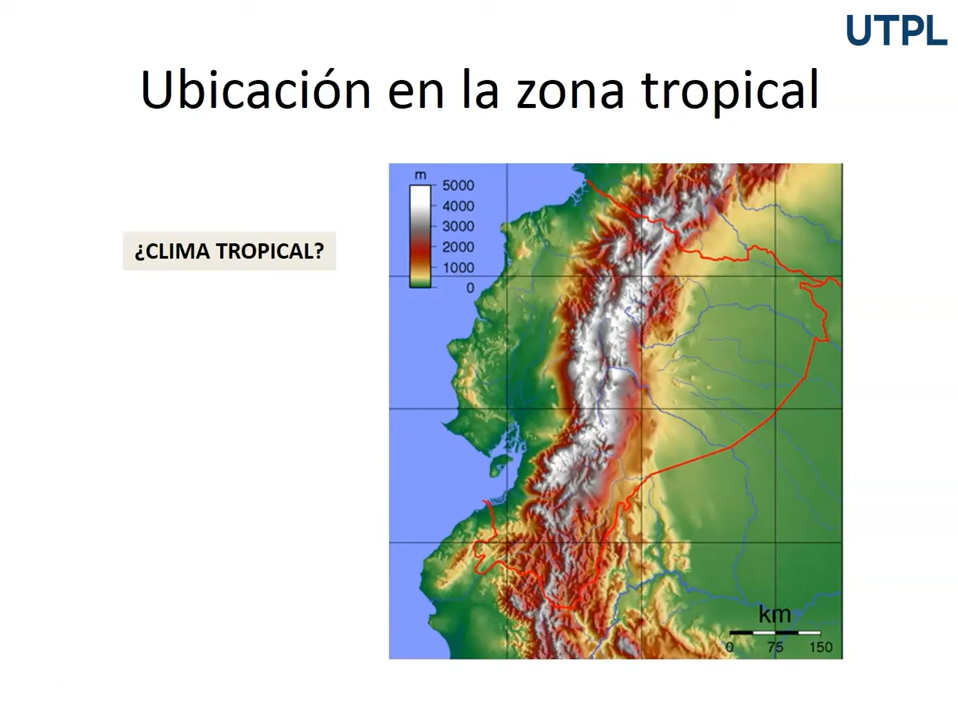 UTPL
Ubicación en la zona tropical
¿CLIMA TROPICAL?
m
5000
4000
3000
2000
1000
0
km
0 75 150